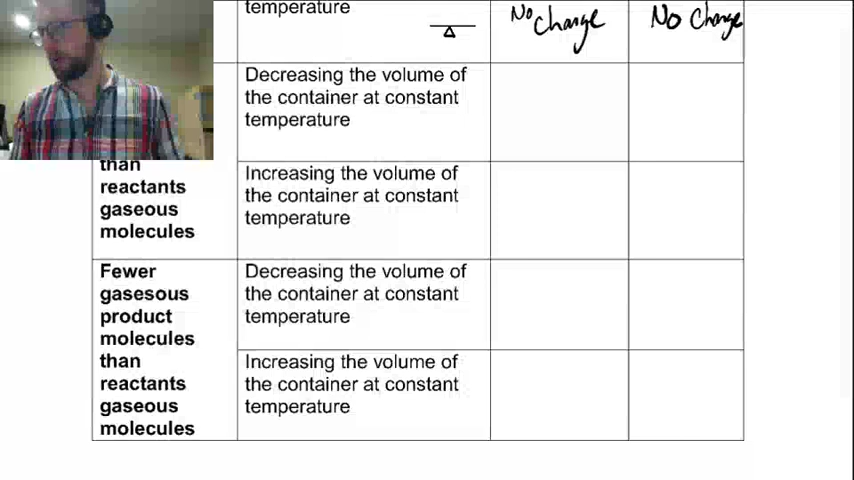 temperature
No change
No Change
Decreasing the volume of
the container at constant
temperature
than
reactants
gaseous
molecules
Increasing the volume of
the container at constant
temperature
Fewer
gasesous
product
molecules
than
reactants
gaseous
molecules
Decreasing the volume of
the container at constant
temperature
Increasing the volume of
the container at constant
temperature